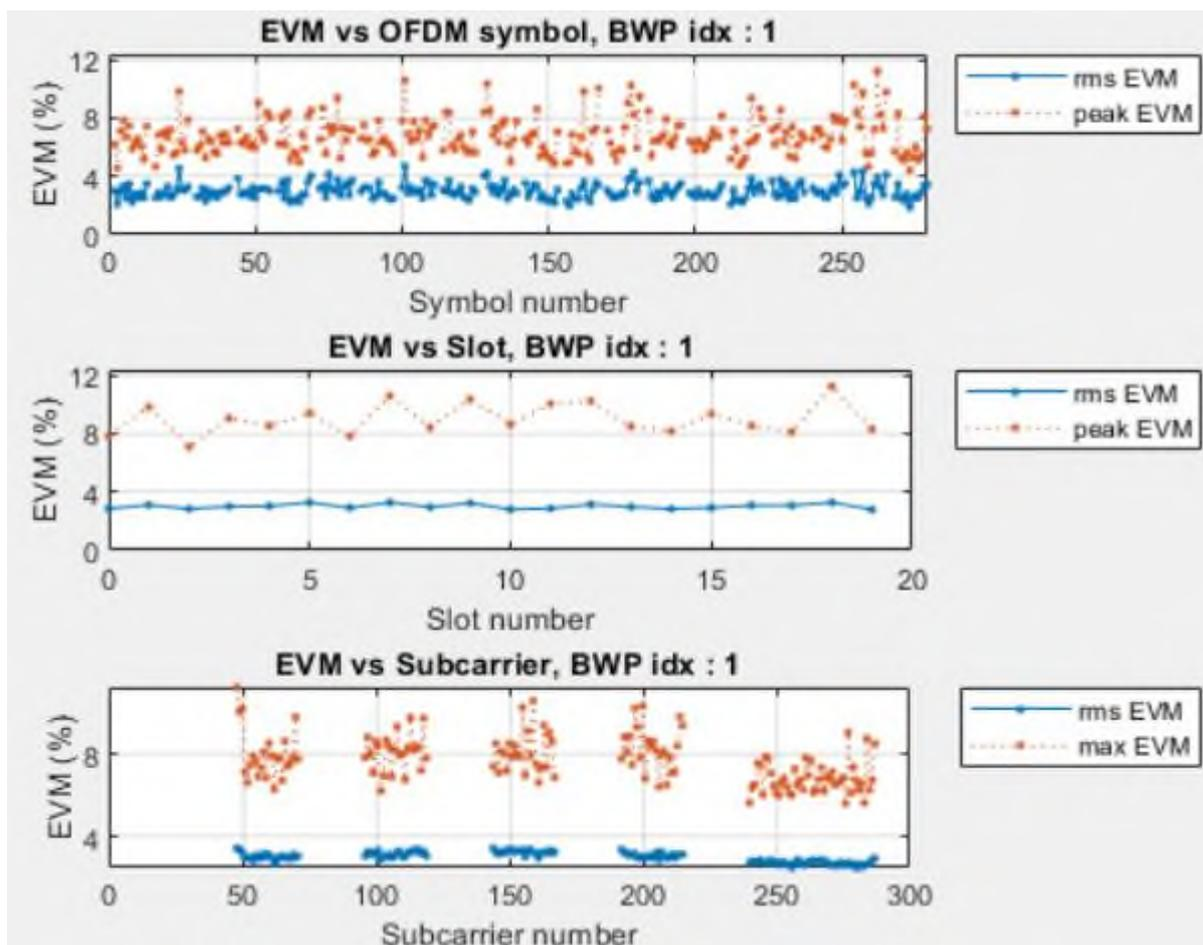 EVM vs OFDM symbol, BWP idx : 1
12
8
4
0
EVM (%)
0 50 100 150 200 250
Symbol number
rms EVM
peak EVM
EVM vs Slot, BWP idx : 1
12
8
4
0
EVM (%)
0 5 10 15 20
Slot number
rms EVM
peak EVM
EVM vs Subcarrier, BWP idx : 1
8
4
EVM (%)
0 50 100 150 200 250 300
Subcarrier number
rms EVM
max EVM